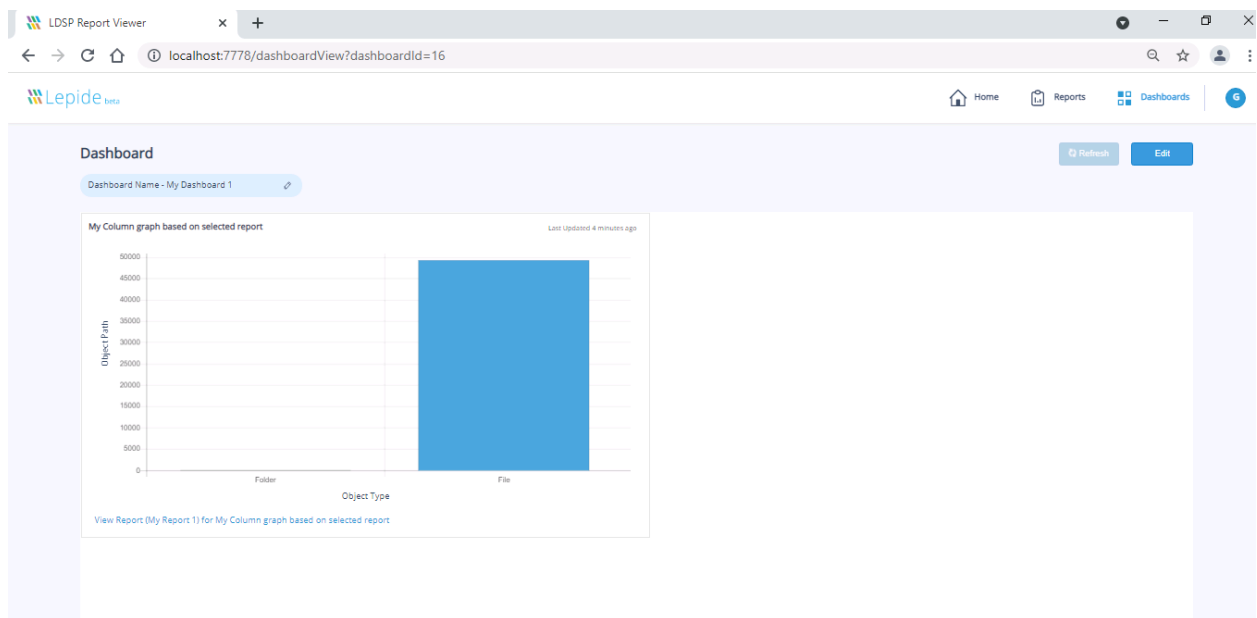 LDSP Report Viewer
localhost:7778/dashboardView?dashboardId=16
Lepide beta
Home
Reports
Dashboards
G
Dashboard
Refresh
Edit
Dashboard Name - My Dashboard 1
My Column graph based on selected report
Last Updated 4 minutes ago
50000
45000
40000
35000
30000
25000
20000
15000
10000
5000
0
Object Path
Folder
File
Object Type
View Report (My Report 1) for My Column graph based on selected report